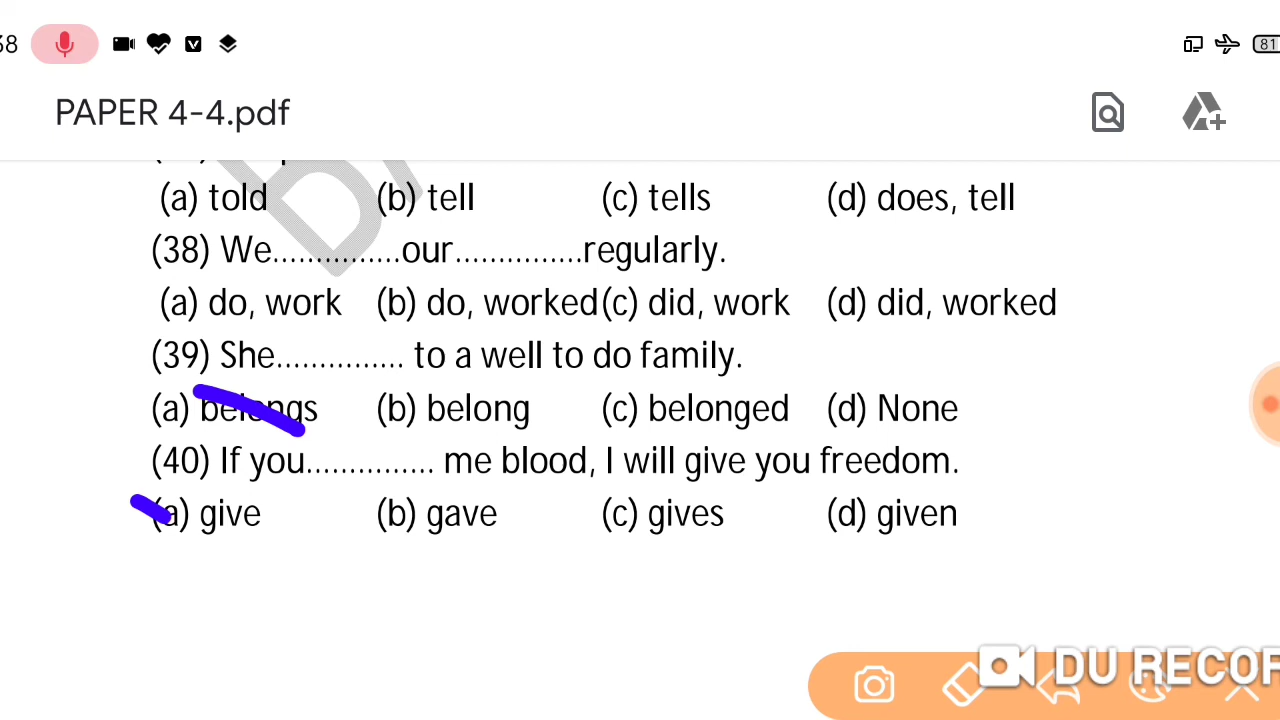 38
81
PAPER 4-4.pdf
(a) told (b) tell (c) tells (d) does, tell
(38) We...............our...............regularly.
(a) do, work (b) do, worked(c) did, work (d) did, worked
(39) She............... to a well to do family.
(a) belongs (b) belong (c) belonged (d) None
(40) If you............... me blood, I will give you freedom.
(a) give (b) gave (c) gives (d) given
DU RECOR